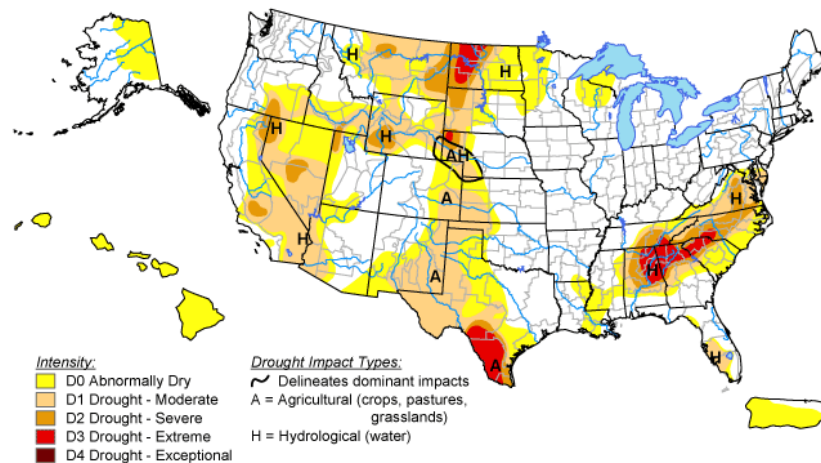 H
H
H
H
AH
H
A
H
A
H
A
H
Intensity:
D0 Abnormally Dry
D1 Drought - Moderate
D2 Drought - Severe
D3 Drought - Extreme
D4 Drought - Exceptional
Drought Impact Types:
Delineates dominant impacts
A = Agricultural (crops, pastures,
grasslands)
H = Hydrological (water)